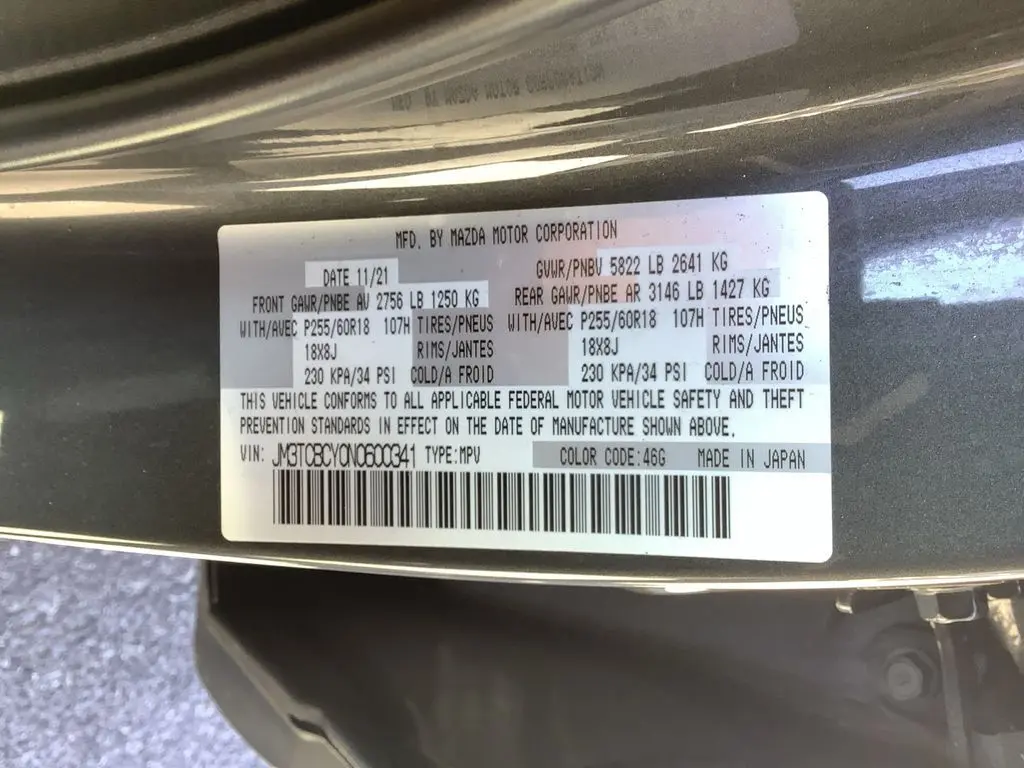 MFD. BY MAZDA MOTOR CORPORATION
DATE 11/21 GVWR/PNBV 5822 LB 2641 KG
FRONT GAWR/PNBE AV 2756 LB 1250 KG REAR GAWR/PNBE AR 3146 LB 1427 KG
WITH/AVEC P255/60R18 107H TIRES/PNEUS WITH/AVEC P255/60R18 107H TIRES/PNEUS
18X8J RIMS/JANTES 18X8J RIMS/JANTES
230 KPA/34 PSI COLD/A FROID 230 KPA/34 PSI COLD/A FROID
THIS VEHICLE CONFORMS TO ALL APPLICABLE FEDERAL MOTOR VEHICLE SAFETY AND THEFT
PREVENTION STANDARDS IN EFFECT ON THE DATE OF MANUFACTURE SHOWN ABOVE.
VIN: JM3TCBCY0N0600341 TYPE:MPV COLOR CODE:46G MADE IN JAPAN